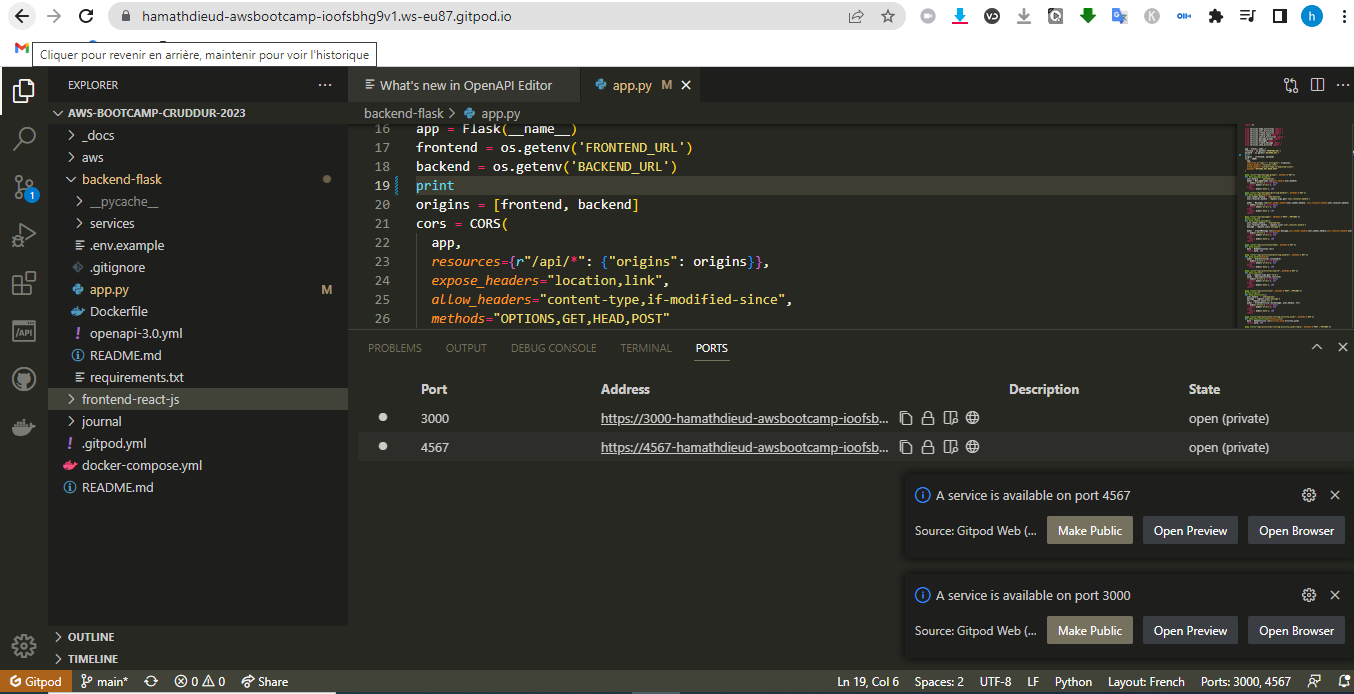 hamathdieud-awsbootcamp-ioofsbhg9v1.ws-eu87.gitpod.io
Cliquer pour revenir en arrière, maintenir pour voir l'historique
EXPLORER
AWS-BOOTCAMP-CRUDDUR-2023
_docs
aws
backend-flask
__pycache__
services
.env.example
.gitignore
app.py M
Dockerfile
openapi-3.0.yml
README.md
requirements.txt
frontend-react-js
journal
.gitpod.yml
docker-compose.yml
README.md
OUTLINE
TIMELINE
What's new in OpenAPI Editor
app.py M
backend-flask > app.py
16 app = Flask(__name__)
17 frontend = os.getenv('FRONTEND_URL')
18 backend = os.getenv('BACKEND_URL')
19 print
20 origins = [frontend, backend]
21 cors = CORS(
22 app,
23 resources={r"/api/*": {"origins": origins}},
24 expose_headers="location,link",
25 allow_headers="content-type,if-modified-since",
26 methods="OPTIONS,GET,HEAD,POST"
PROBLEMS OUTPUT DEBUG CONSOLE TERMINAL PORTS
Port Address Description State
3000 https://3000-hamathdieud-awsbootcamp-ioofsb... open (private)
4567 https://4567-hamathdieud-awsbootcamp-ioofsb... open (private)
A service is available on port 4567
Source: Gitpod Web (... Make Public Open Preview Open Browser
A service is available on port 3000
Source: Gitpod Web (... Make Public Open Preview Open Browser
Gitpod main* 0 0 Share Ln 19, Col 6 Spaces: 2 UTF-8 LF Python Layout: French Ports: 3000, 4567